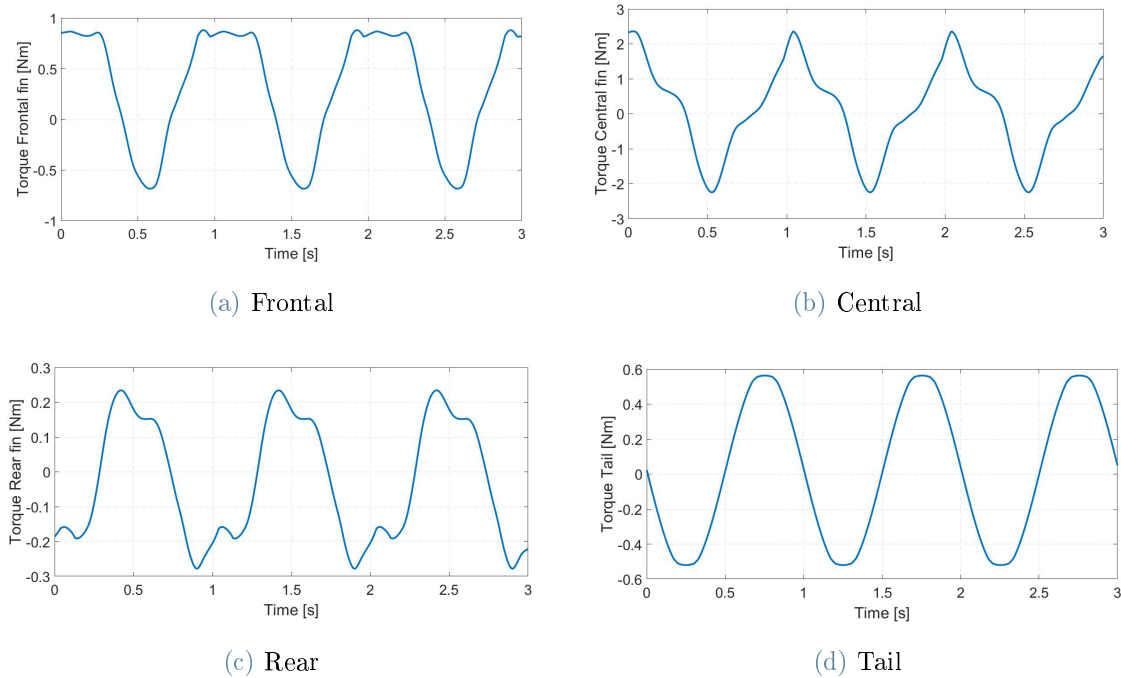 Torque Frontal fin [Nm]
1
0.5
0
-0.5
-1
0 0.5 1 1.5 2 2.5 3
Time [s]
(a) Frontal
Torque Central fin [Nm]
3
2
1
0
-1
-2
-3
0 0.5 1 1.5 2 2.5 3
Time [s]
(b) Central
Torque Rear fin [Nm]
0.3
0.2
0.1
0
-0.1
-0.2
-0.3
0 0.5 1 1.5 2 2.5 3
Time [s]
(c) Rear
Torque Tail [Nm]
0.6
0.4
0.2
0
-0.2
-0.4
-0.6
0 0.5 1 1.5 2 2.5 3
Time [s]
(d) Tail